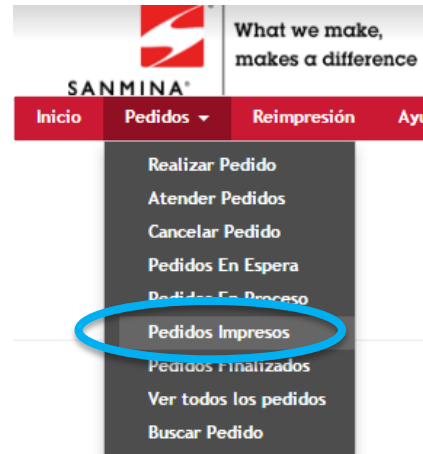 What we make,
makes a difference
SANMINA®
Inicio Pedidos Reimpresión Ayu
Realizar Pedido
Atender Pedidos
Cancelar Pedido
Pedidos En Espera
Pedidos En Proceso
Pedidos Impresos
Pedidos Finalizados
Ver todos los pedidos
Buscar Pedido